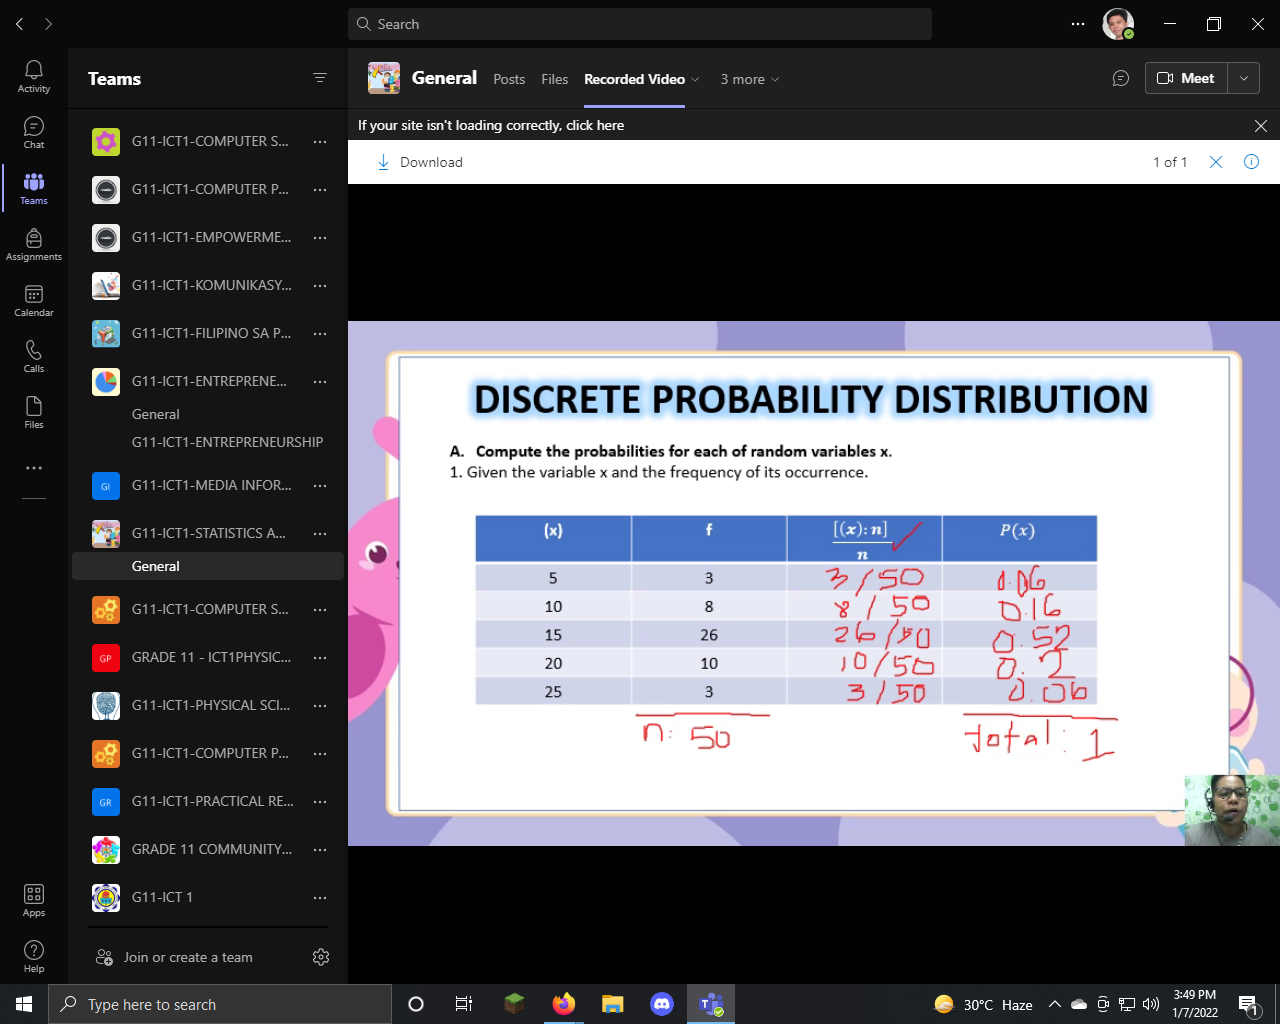 Search
Activity
Chat
Teams
Assignments
Calendar
Calls
Files
Apps
Help
Teams
G11-ICT1-COMPUTER S...
G11-ICT1-COMPUTER P...
G11-ICT1-EMPOWERME...
G11-ICT1-KOMUNIKASY...
G11-ICT1-FILIPINO SA P...
G11-ICT1-ENTREPRENE...
General
G11-ICT1-ENTREPRENEURSHIP
GI G11-ICT1-MEDIA INFOR...
G11-ICT1-STATISTICS A...
General
G11-ICT1-COMPUTER S...
GP GRADE 11 - ICT1PHYSIC...
G11-ICT1-PHYSICAL SCI...
G11-ICT1-COMPUTER P...
GR G11-ICT1-PRACTICAL RE...
GRADE 11 COMMUNITY...
G11-ICT 1
Join or create a team
General Posts Files Recorded Video 3 more Meet
If your site isn't loading correctly, click here
Download 1 of 1
DISCRETE PROBABILITY DISTRIBUTION
A. Compute the probabilities for each of random variables x.
1. Given the variable x and the frequency of its occurrence.
(x) f [(x): n] / n P(x)
5 3 3/50 0.06
10 8 8/50 0.16
15 26 26/50 0.52
20 10 10/50 0.2
25 3 3/50 0.06
n: 50 Total: 1
Type here to search
30°C Haze
3:49 PM
1/7/2022
1